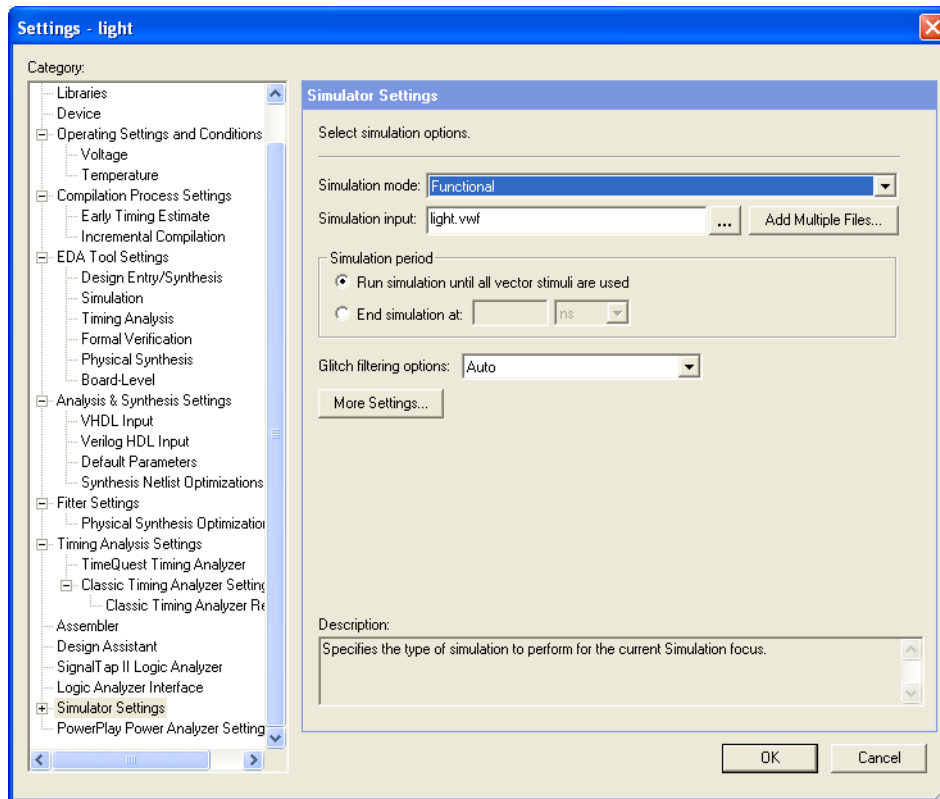 Settings - light
Category:
Libraries
Device
Operating Settings and Conditions
Voltage
Temperature
Compilation Process Settings
Early Timing Estimate
Incremental Compilation
EDA Tool Settings
Design Entry/Synthesis
Simulation
Timing Analysis
Formal Verification
Physical Synthesis
Board-Level
Analysis & Synthesis Settings
VHDL Input
Verilog HDL Input
Default Parameters
Synthesis Netlist Optimizations
Fitter Settings
Physical Synthesis Optimizatio
Timing Analysis Settings
TimeQuest Timing Analyzer
Classic Timing Analyzer Setting
Classic Timing Analyzer Re
Assembler
Design Assistant
SignalTap II Logic Analyzer
Logic Analyzer Interface
Simulator Settings
PowerPlay Power Analyzer Setting
Simulator Settings
Select simulation options.
Simulation mode: Functional
Simulation input: light.vwf ... Add Multiple Files...
Simulation period
Run simulation until all vector stimuli are used
End simulation at: ns
Glitch filtering options: Auto
More Settings...
Description:
Specifies the type of simulation to perform for the current Simulation focus.
OK Cancel